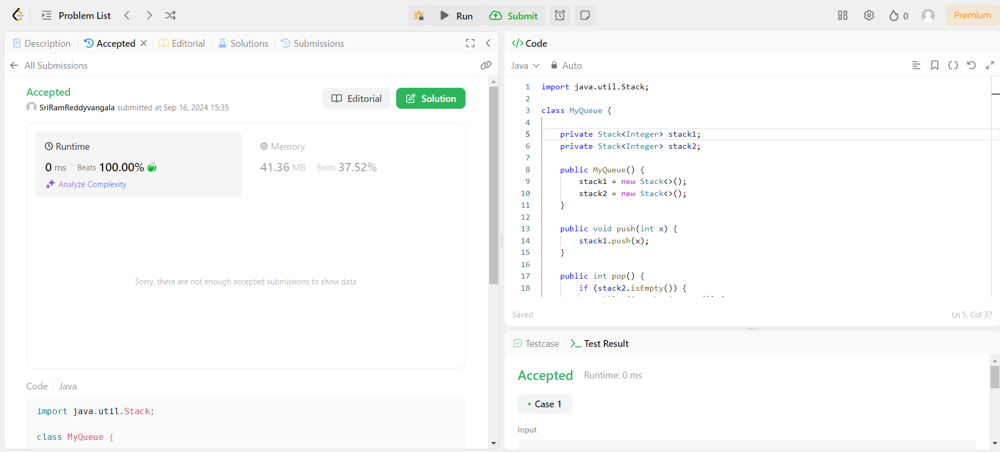 Problem List
Run
Submit
0
Premium
Description
Accepted
Editorial
Solutions
Submissions
All Submissions
Accepted
SriRamReddyvangala submitted at Sep 16, 2024 15:35
Editorial
Solution
Runtime
0 ms
Beats 100.00%
Analyze Complexity
Memory
41.36 MB
Beats 37.52%
Sorry, there are not enough accepted submissions to show data
Code
Java
import java.util.Stack;
class MyQueue {
</> Code
Java
Auto
1 import java.util.Stack;
2
3 class MyQueue {
4
5 private Stack<Integer> stack1;
6 private Stack<Integer> stack2;
7
8 public MyQueue() {
9 stack1 = new Stack<>();
10 stack2 = new Stack<>();
11 }
12
13 public void push(int x) {
14 stack1.push(x);
15 }
16
17 public int pop() {
18 if (stack2.isEmpty()) {
Saved
Ln 5, Col 37
Testcase
Test Result
Accepted
Runtime: 0 ms
Case 1
Input